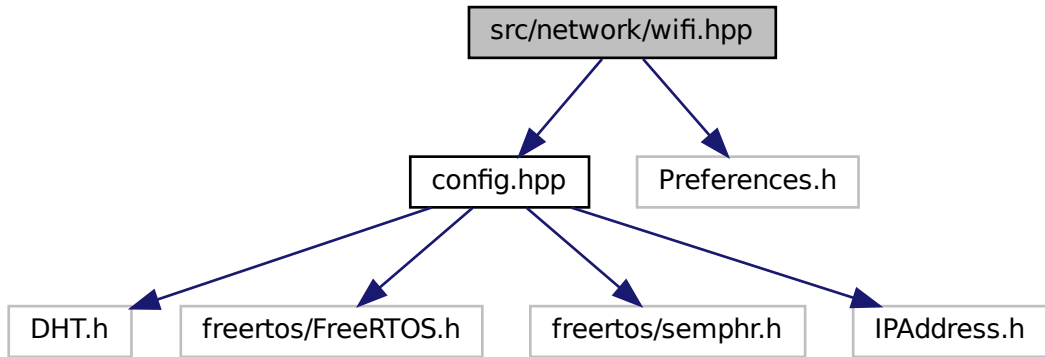 src/network/wifi.hpp
config.hpp
Preferences.h
DHT.h
freertos/FreeRTOS.h
freertos/semphr.h
IPAddress.h